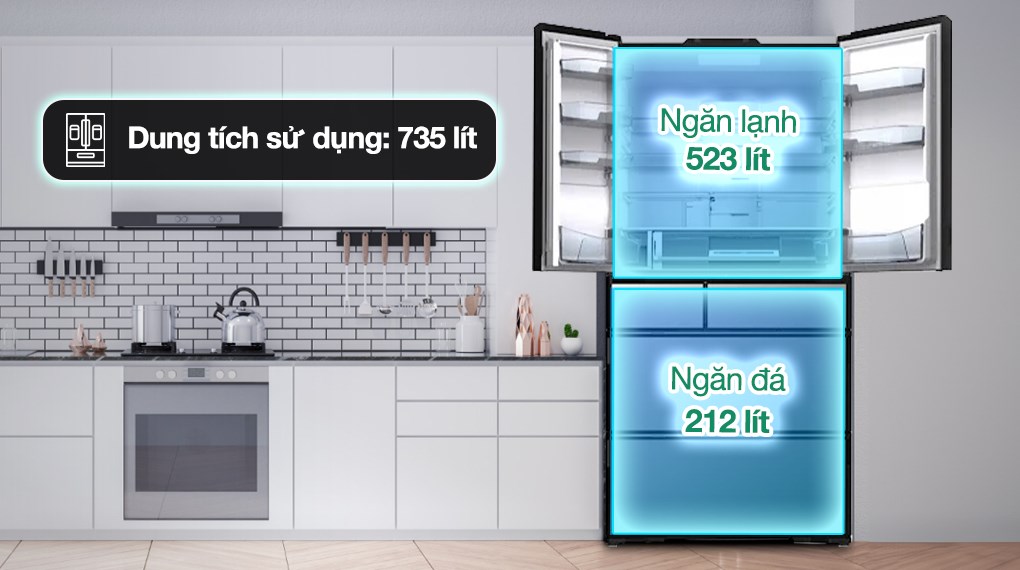 Dung tích sử dụng: 735 lít
Ngăn lạnh
523 lít
Ngăn đá
212 lít